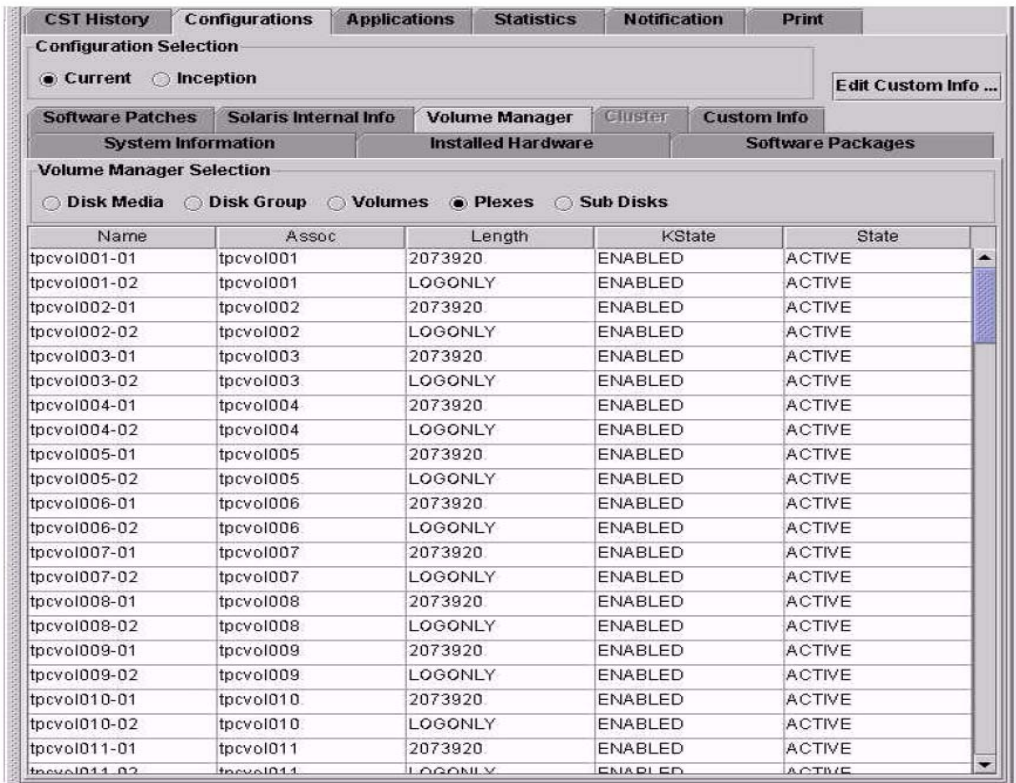 CST History Configurations Applications Statistics Notification Print
Configuration Selection
Current Inception
Edit Custom Info ...
Software Patches Solaris Internal Info Volume Manager Cluster Custom Info
System Information Installed Hardware Software Packages
Volume Manager Selection
Disk Media Disk Group Volumes Plexes Sub Disks
Name Assoc Length KState State
tpcvol001-01 tpcvol001 2073920 ENABLED ACTIVE
tpcvol001-02 tpcvol001 LOGONLY ENABLED ACTIVE
tpcvol002-01 tpcvol002 2073920 ENABLED ACTIVE
tpcvol002-02 tpcvol002 LOGONLY ENABLED ACTIVE
tpcvol003-01 tpcvol003 2073920 ENABLED ACTIVE
tpcvol003-02 tpcvol003 LOGONLY ENABLED ACTIVE
tpcvol004-01 tpcvol004 2073920 ENABLED ACTIVE
tpcvol004-02 tpcvol004 LOGONLY ENABLED ACTIVE
tpcvol005-01 tpcvol005 2073920 ENABLED ACTIVE
tpcvol005-02 tpcvol005 LOGONLY ENABLED ACTIVE
tpcvol006-01 tpcvol006 2073920 ENABLED ACTIVE
tpcvol006-02 tpcvol006 LOGONLY ENABLED ACTIVE
tpcvol007-01 tpcvol007 2073920 ENABLED ACTIVE
tpcvol007-02 tpcvol007 LOGONLY ENABLED ACTIVE
tpcvol008-01 tpcvol008 2073920 ENABLED ACTIVE
tpcvol008-02 tpcvol008 LOGONLY ENABLED ACTIVE
tpcvol009-01 tpcvol009 2073920 ENABLED ACTIVE
tpcvol009-02 tpcvol009 LOGONLY ENABLED ACTIVE
tpcvol010-01 tpcvol010 2073920 ENABLED ACTIVE
tpcvol010-02 tpcvol010 LOGONLY ENABLED ACTIVE
tpcvol011-01 tpcvol011 2073920 ENABLED ACTIVE
tpcvol011-02 tpcvol011 LOGONLY ENABLED ACTIVE